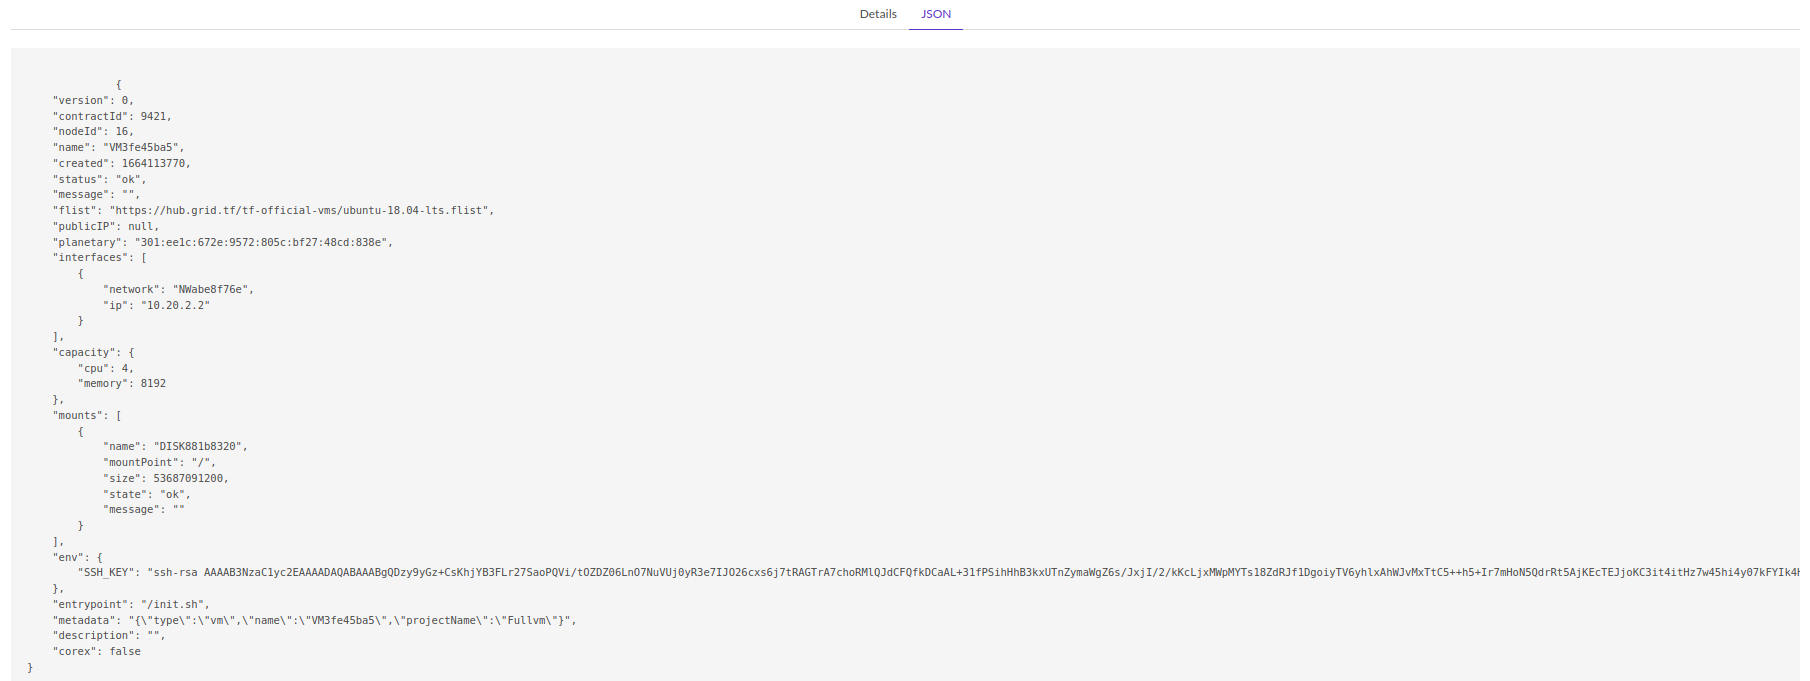 Details JSON
{
"version": 0,
"contractId": 9421,
"nodeId": 16,
"name": "VM3fe45ba5",
"created": 1664113770,
"status": "ok",
"message": "",
"flist": "https://hub.grid.tf/tf-official-vms/ubuntu-18.04-lts.flist",
"publicIP": null,
"planetary": "301:ee1c:672e:9572:805c:bf27:48cd:838e",
"interfaces": [
{
"network": "NWabe8f76e",
"ip": "10.20.2.2"
}
],
"capacity": {
"cpu": 4,
"memory": 8192
},
"mounts": [
{
"name": "DISK881b8320",
"mountPoint": "/",
"size": 53687091200,
"state": "ok",
"message": ""
}
],
"env": {
"SSH_KEY": "ssh-rsa AAAAB3NzaC1yc2EAAAADAQABAAABgQDzy9yGz+CsKhjYB3FLr27SaoPQVi/tOZDZ06LnO7NuVUj0yR3e7IJO26cxs6j7tRAGTrA7choRMlQJdCFQfkDCaAL+31fPSihHhB3kxUTnZymaWgZ6s/JxjI/2/kKcLjxMWpMYTs18ZdRJf1DgoiyTV6yhlxAhWJvMxTtC5++h5+Ir7mHoN5QdrRt5AjKEcTEJjoKC3it4itHz7w45hi4y07kFYIk4H
},
"entrypoint": "/init.sh",
"metadata": "{\"type\":\"vm\",\"name\":\"VM3fe45ba5\",\"projectName\":\"Fullvm\"}",
"description": "",
"corex": false
}